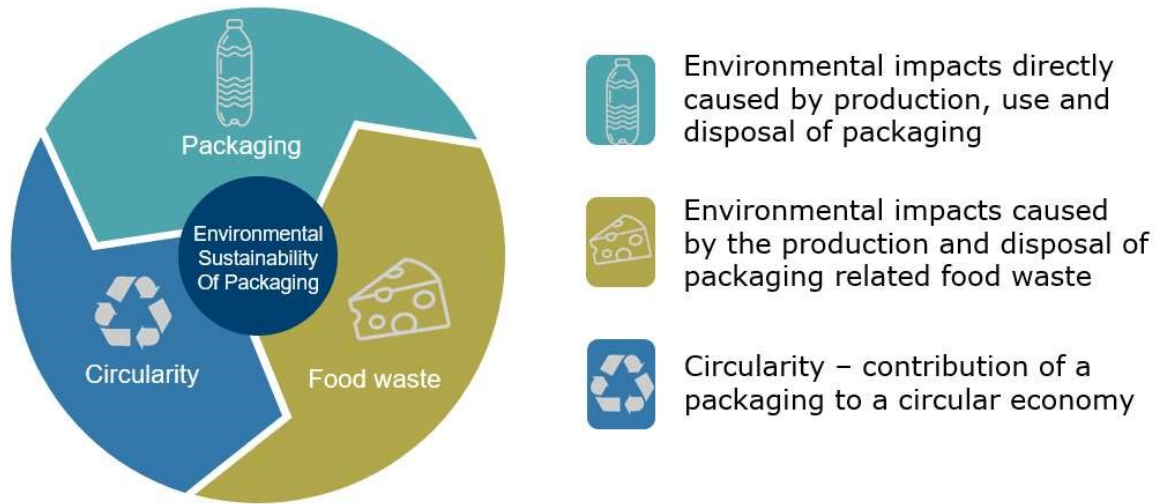 Packaging
Environmental
Sustainability
Of Packaging
Circularity
Food waste
Environmental impacts directly
caused by production, use and
disposal of packaging
Environmental impacts caused
by the production and disposal of
packaging related food waste
Circularity – contribution of a
packaging to a circular economy